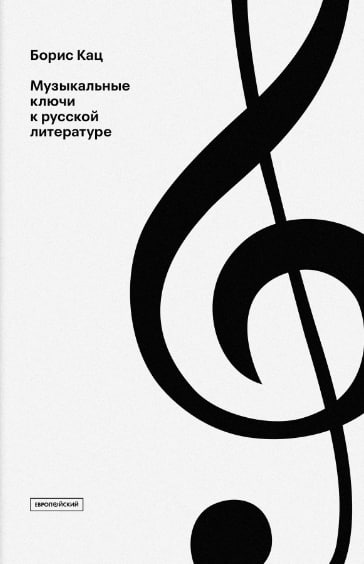 Борис Кац
Музыкальные
ключи
к русской
литературе
ЕВРОПЕЙСКИЙ